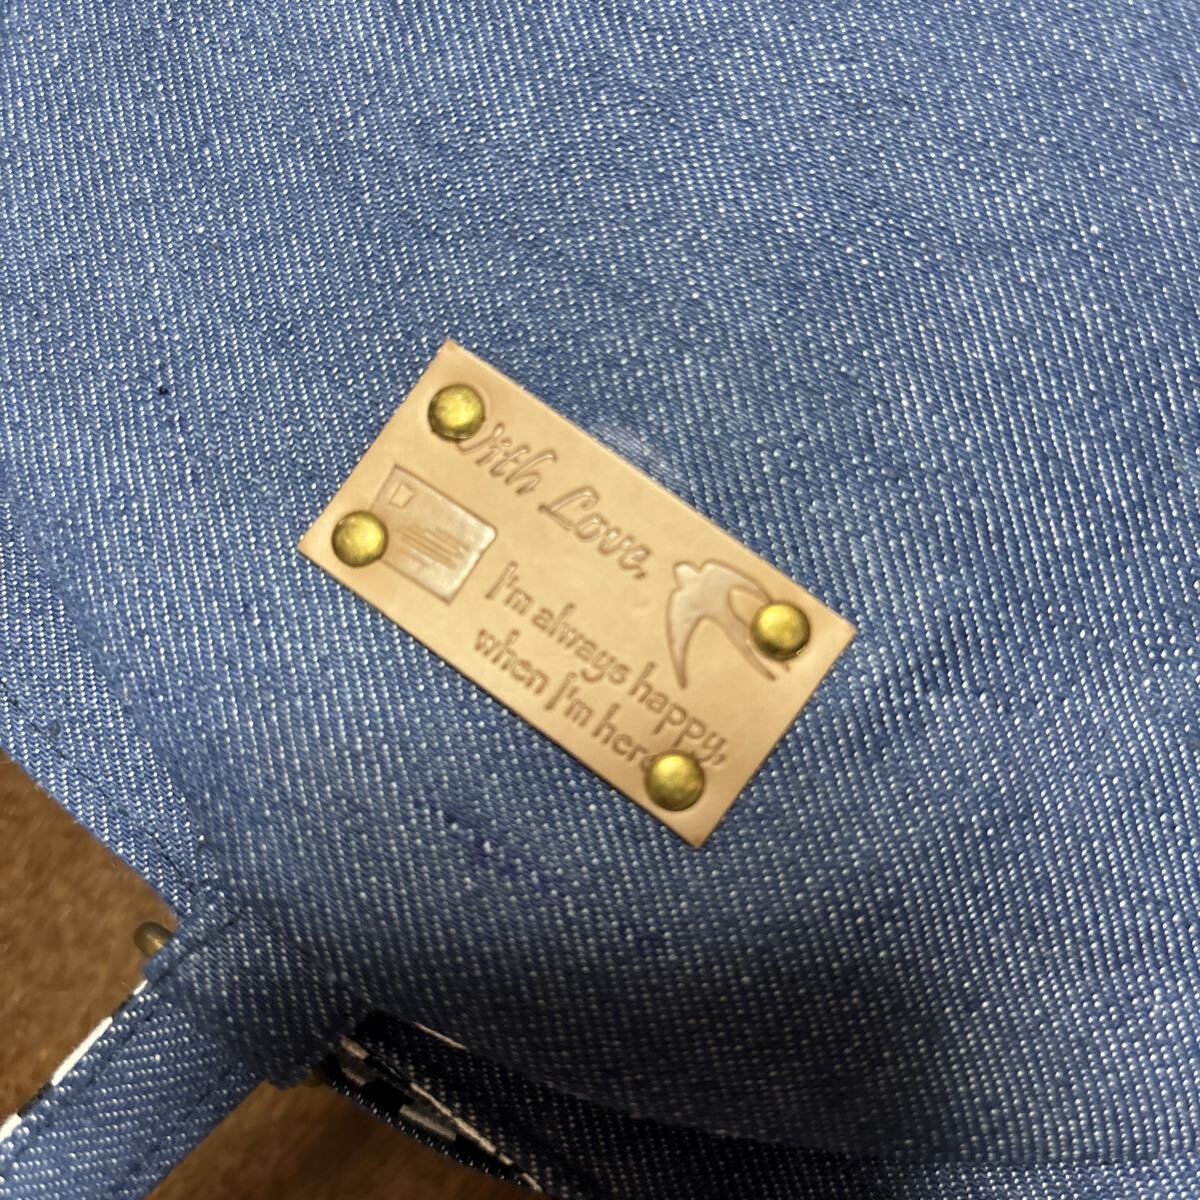 With Love,
I'm always happy,
when I'm here